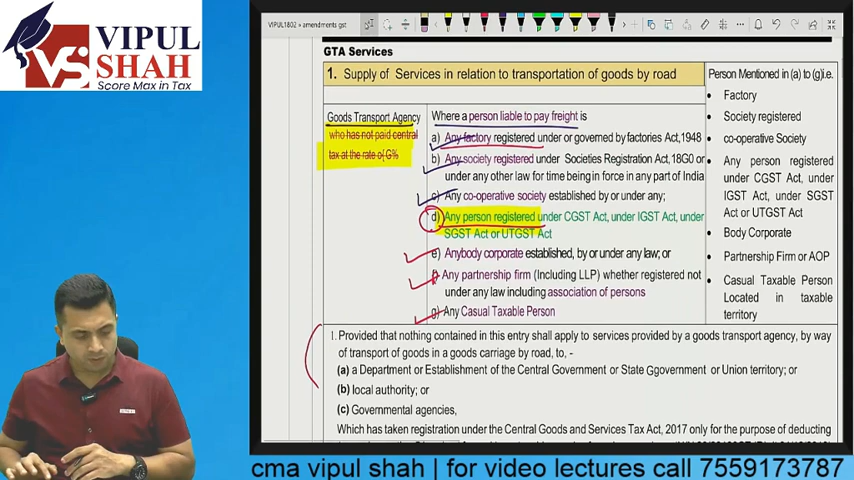 VIPUL
SHAH
Score Max in Tax
VS
VIPUL1802 + amendments gst
GTA Services
1. Supply of Services in relation to transportation of goods by road
Goods Transport Agency
who has not paid central
tax at the rate of G%
Where a person liable to pay freight is
a) Any factory registered under or governed by factories Act,1948
b) Any society registered under Societies Registration Act, 18G0 or
under any other law for time being in force in any part of India
c) Any co-operative society established by or under any;
d) Any person registered under CGST Act, under IGST Act, under
SGST Act or UTGST Act
e) Anybody corporate established, by or under any law; or
f) Any partnership firm (Including LLP) whether registered not
under any law including association of persons
g) Any Casual Taxable Person
Person Mentioned in (a) to (g)i.e.
• Factory
• Society registered
• co-operative Society
• Any person registered
under CGST Act, under
IGST Act, under SGST
Act or UTGST Act
• Body Corporate
• Partnership Firm or AOP
• Casual Taxable Person
Located in taxable
territory
1. Provided that nothing contained in this entry shall apply to services provided by a goods transport agency, by way
of transport of goods in a goods carriage by road, to, -
(a) a Department or Establishment of the Central Government or State Ggovernment or Union territory; or
(b) local authority; or
(c) Governmental agencies,
Which has taken registration under the Central Goods and Services Tax Act, 2017 only for the purpose of deducting
cma vipul shah | for video lectures call 7559173787